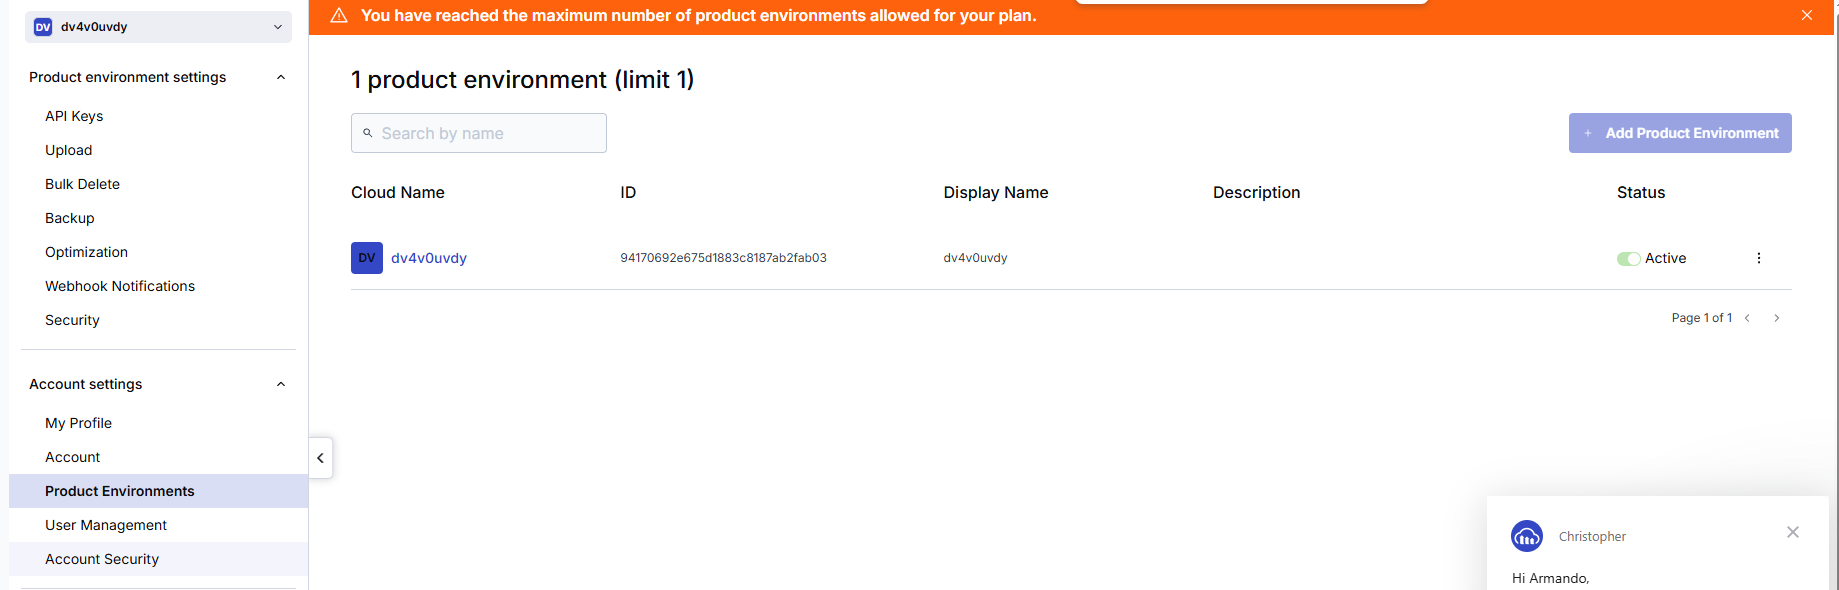 DV dv4v0uvdy
Product environment settings
API Keys
Upload
Bulk Delete
Backup
Optimization
Webhook Notifications
Security
Account settings
My Profile
Account
Product Environments
User Management
Account Security
You have reached the maximum number of product environments allowed for your plan.
1 product environment (limit 1)
Search by name
+ Add Product Environment
Cloud Name ID Display Name Description Status
DV dv4v0uvdy 94170692e675d1883c8187ab2fab03 dv4v0uvdy Active
Page 1 of 1
Christopher
Hi Armando,